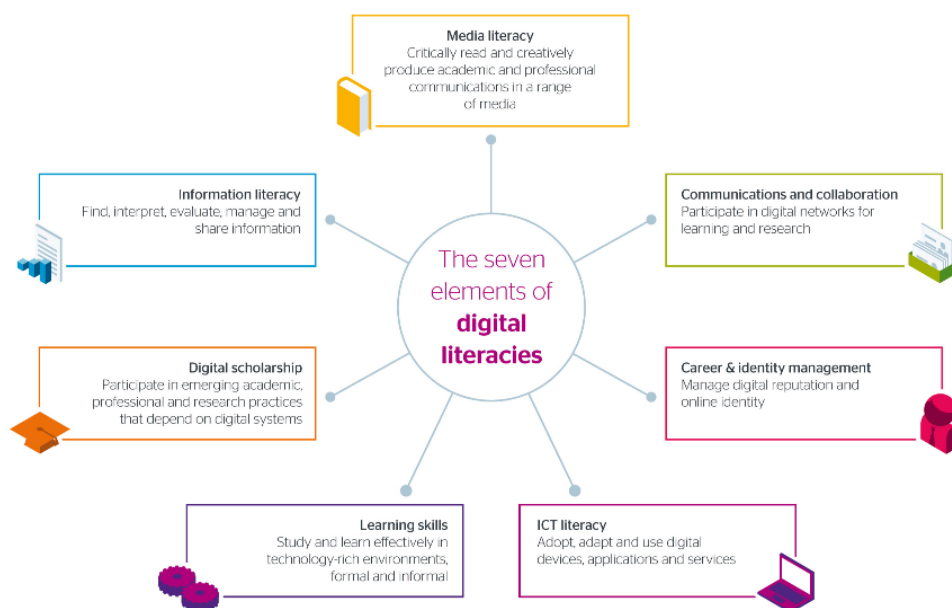 Media literacy
Critically read and creatively
produce academic and professional
communications in a range
of media
Information literacy
Find, interpret, evaluate, manage and
share information
Communications and collaboration
Participate in digital networks for
learning and research
The seven
elements of
digital
literacies
Digital scholarship
Participate in emerging academic,
professional and research practices
that depend on digital systems
Career & identity management
Manage digital reputation and
online identity
Learning skills
Study and learn effectively in
technology-rich environments,
formal and informal
ICT literacy
Adopt, adapt and use digital
devices, applications and services